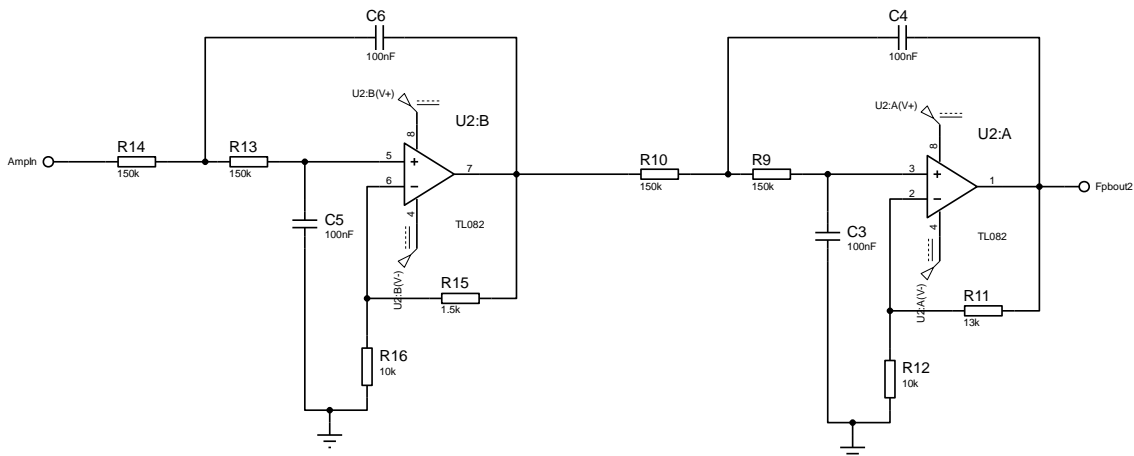 C6
100nF
C4
100nF
U2:B(V+)
U2:B
8
U2:A(V+)
U2:A
8
AmpIn
R14
150k
R13
150k
5
+
6
−
7
4
TL082
U2:B(V-)
R10
150k
R9
150k
3
+
2
−
1
4
TL082
U2:A(V-)
Fpbout2
C5
100nF
C3
100nF
R15
1.5k
R11
13k
R16
10k
R12
10k